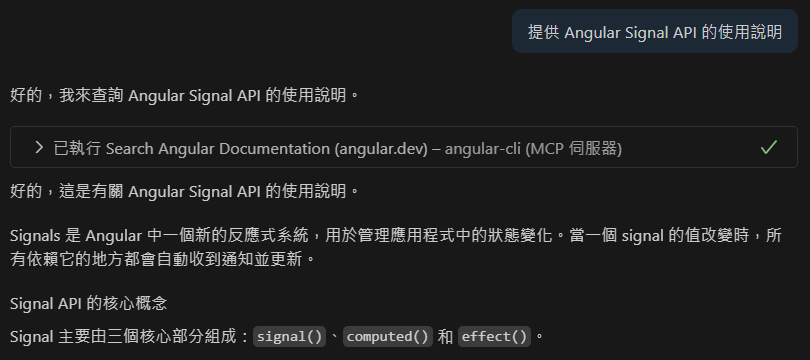 提供 Angular Signal API 的使用說明
好的，我來查詢 Angular Signal API 的使用說明。
已執行 Search Angular Documentation (angular.dev) – angular-cli (MCP 伺服器)
好的，這是有關 Angular Signal API 的使用說明。
Signals 是 Angular 中一個新的反應式系統，用於管理應用程式中的狀態變化。當一個 signal 的值改變時，所
有依賴它的地方都會自動收到通知並更新。
Signal API 的核心概念
Signal 主要由三個核心部分組成：signal()、computed() 和 effect()。